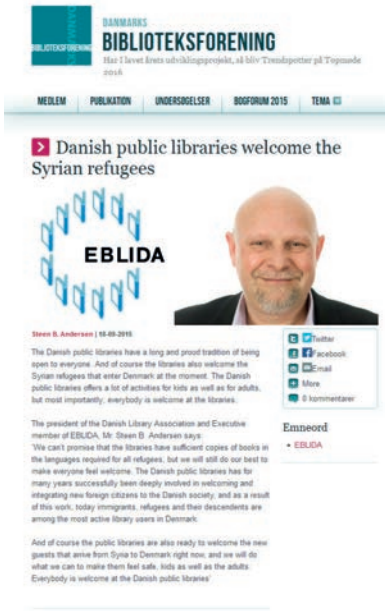 DANMARKS
BIBLIOTEKSFORENING
BIBLIOTEKSFORENING
Har I lavet årets udviklingsprojekt, så bliv Trendspotter på Topmøde
2016
MEDLEM PUBLIKATION UNDERSØGELSER BOGFORUM 2015 TEMA
Danish public libraries welcome the
Syrian refugees
EBLIDA
Steen B. Andersen | 10-09-2015
The Danish public libraries have a long and proud tradition of being
open to everyone. And of course the libraries also welcome the
Syrian refugees that enter Denmark at the moment. The Danish
public libraries offers a lot of activities for kids as well as for adults,
but most importantly, everybody is welcome at the libraries.
The president of the Danish Library Association and Executive
member of EBLIDA, Mr. Steen B. Andersen says:
'We can't promise that the libraries have sufficient copies of books in
the languages required for all refugees, but we will still do our best to
make everyone feel welcome. The Danish public libraries has for
many years successfully been deeply involved in welcoming and
integrating new foreign citizens to the Danish society, and as a result
of this work, today immigrants, refugees and their descendents are
among the most active library users in Denmark.
And of course the public libraries are also ready to welcome the new
guests that arrive from Syria to Denmark right now, and we will do
what we can to make them feel safe, kids as well as the adults.
Everybody is welcome at the Danish public libraries'
Twitter
Facebook
Email
More
0 kommentarer
Emneord
EBLIDA